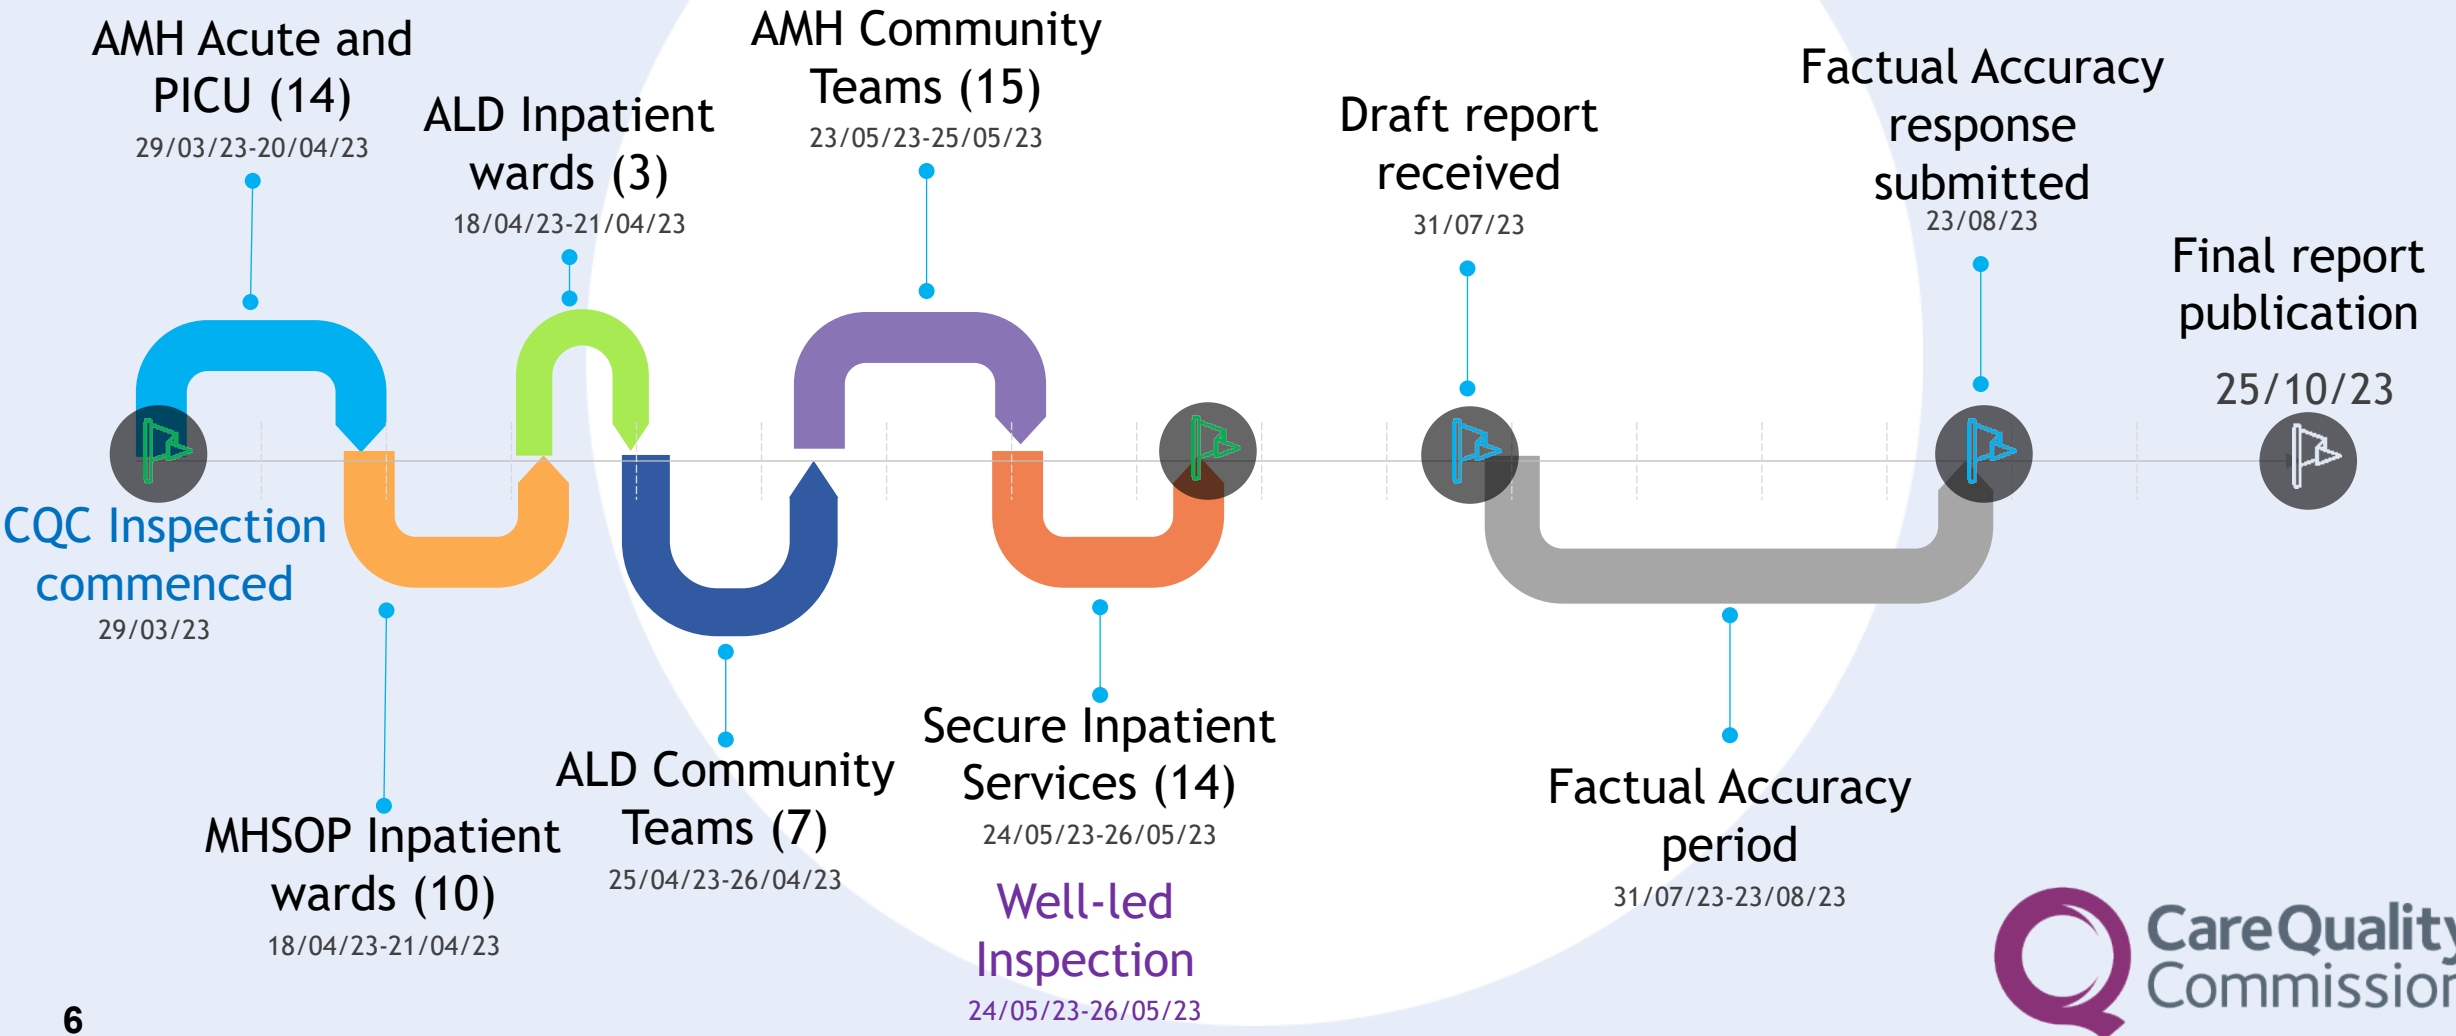 AMH Acute and
PICU (14)
29/03/23-20/04/23
ALD Inpatient
wards (3)
18/04/23-21/04/23
AMH Community
Teams (15)
23/05/23-25/05/23
Draft report
received
31/07/23
Factual Accuracy
response
submitted
23/08/23
Final report
publication
25/10/23
CQC Inspection
commenced
29/03/23
MHSOP Inpatient
wards (10)
18/04/23-21/04/23
ALD Community
Teams (7)
25/04/23-26/04/23
Secure Inpatient
Services (14)
24/05/23-26/05/23
Well-led
Inspection
24/05/23-26/05/23
Factual Accuracy
period
31/07/23-23/08/23
CareQuality
Commission
6